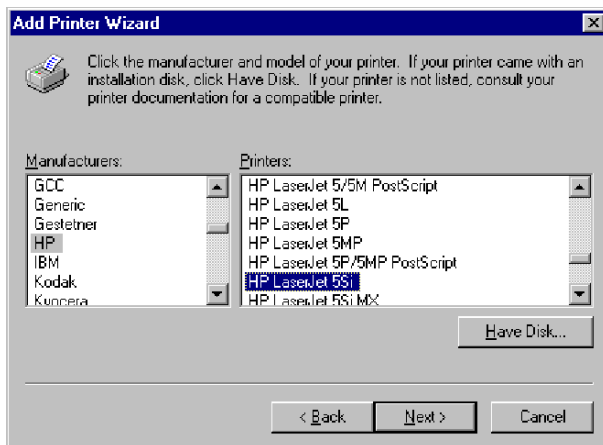 Add Printer Wizard
Click the manufacturer and model of your printer. If your printer came with an
installation disk, click Have Disk. If your printer is not listed, consult your
printer documentation for a compatible printer.
Manufacturers:
GCC
Generic
Gestetner
HP
IBM
Kodak
Kyocera
Printers:
HP LaserJet 5/5M PostScript
HP LaserJet 5L
HP LaserJet 5P
HP LaserJet 5MP
HP LaserJet 5P/5MP PostScript
HP LaserJet 5Si
HP LaserJet 5Si MX
Have Disk...
< Back
Next >
Cancel